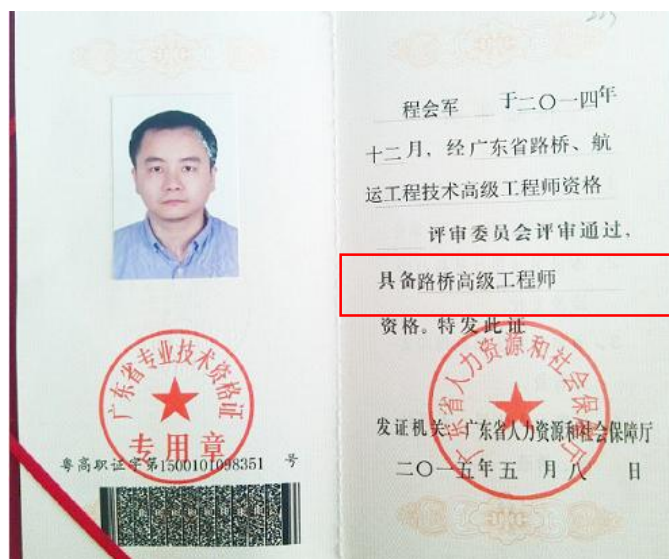 广东省专业技术资格证
专用章
粤高职证字第1500101098351 号
程会军 于二〇一四年
十二月，经广东省路桥、航
运工程技术高级工程师资格
评审委员会评审通过，
具备路桥高级工程师
资格。特发此证
广东省人力资源和社会保障厅
发证机关：广东省人力资源和社会保障厅
二〇一五年五月八日